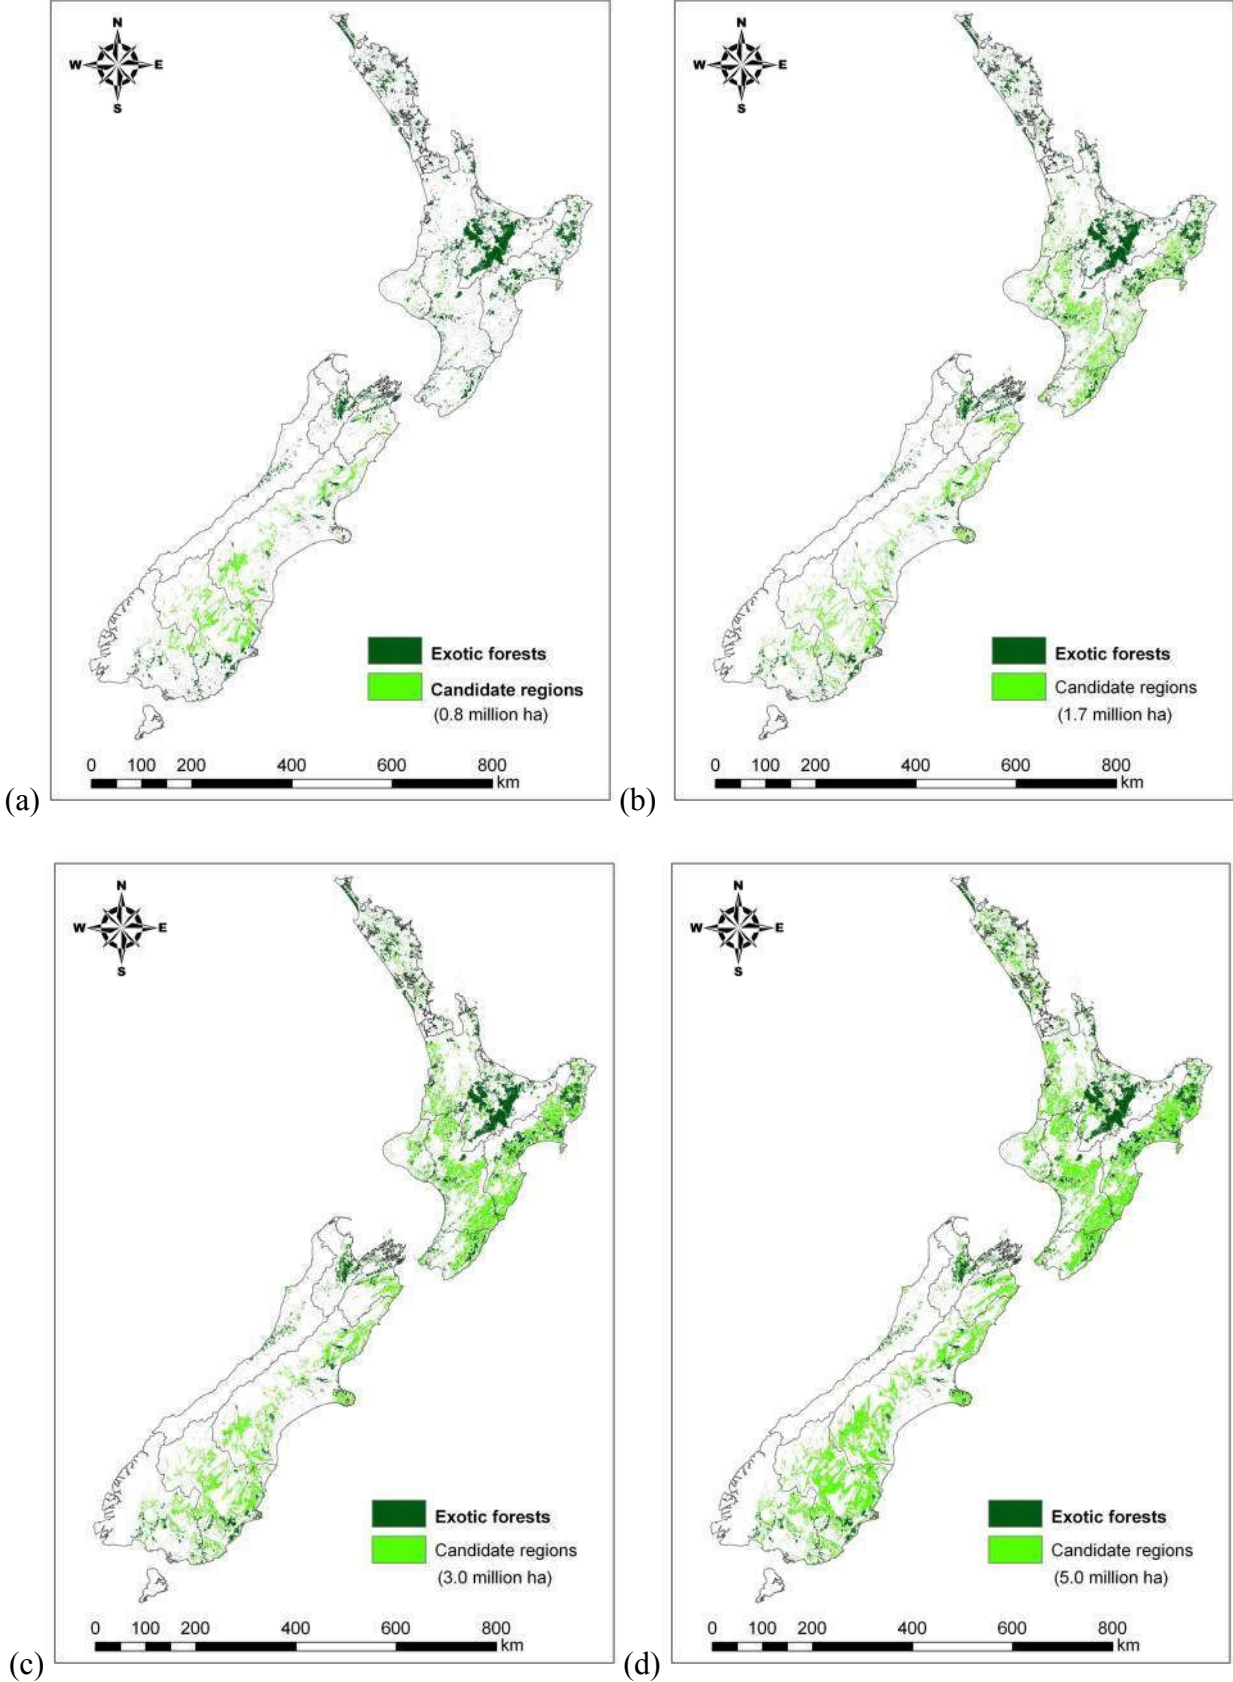 N
W E
S
Exotic forests
Candidate regions
(0.8 million ha)
0 100 200 400 600 800
km
(a)
N
W E
S
Exotic forests
Candidate regions
(1.7 million ha)
0 100 200 400 600 800
km
(b)
N
W E
S
Exotic forests
Candidate regions
(3.0 million ha)
0 100 200 400 600 800
km
(c)
N
W E
S
Exotic forests
Candidate regions
(5.0 million ha)
0 100 200 400 600 800
km
(d)